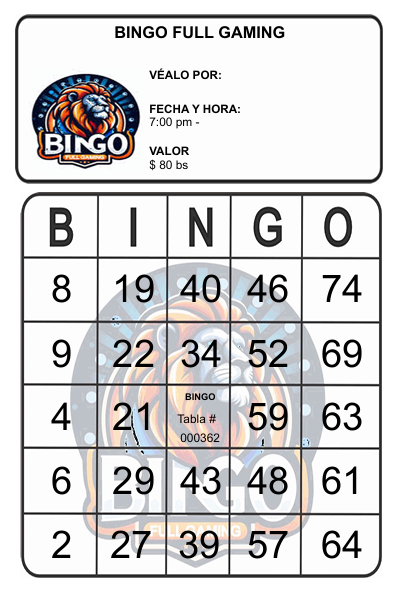 BINGO FULL GAMING
VÉALO POR:
FECHA Y HORA:
7:00 pm -
VALOR
$ 80 bs
BINGO
FULL GAMING
B I N G O
8 19 40 46 74
9 22 34 52 69
4 21 BINGO 59 63
Tabla #
000362
6 29 43 48 61
2 27 39 57 64
BINGO
FULL GAMING